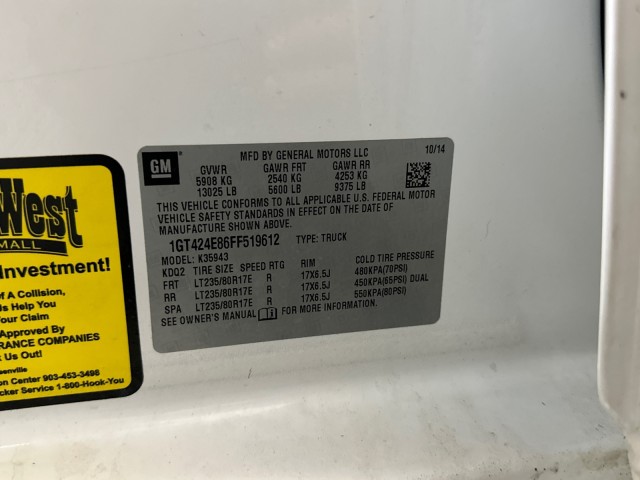 GM
MFD BY GENERAL MOTORS LLC 10/14
GVWR GAWR FRT GAWR RR
5908 KG 2540 KG 4253 KG
13025 LB 5600 LB 9375 LB
THIS VEHICLE CONFORMS TO ALL APPLICABLE U.S. FEDERAL MOTOR
VEHICLE SAFETY STANDARDS IN EFFECT ON THE DATE OF
MANUFACTURE SHOWN ABOVE.
1GT424E86FF519612 TYPE: TRUCK
MODEL: K35943
KDQ2 TIRE SIZE SPEED RTG RIM COLD TIRE PRESSURE
FRT LT235/80R17E R 17X6.5J 480KPA(70PSI)
RR LT235/80R17E R 17X6.5J 450KPA(65PSI) DUAL
SPA LT235/80R17E R 17X6.5J 550KPA(80PSI)
SEE OWNER'S MANUAL FOR MORE INFORMATION.
West
MALL
Investment!
f A Collision,
s Help You
Your Claim
Approved By
RANCE COMPANIES
k Us Out!
eenville
on Center 903-453-3496
cker Service 1-800-Hook-You